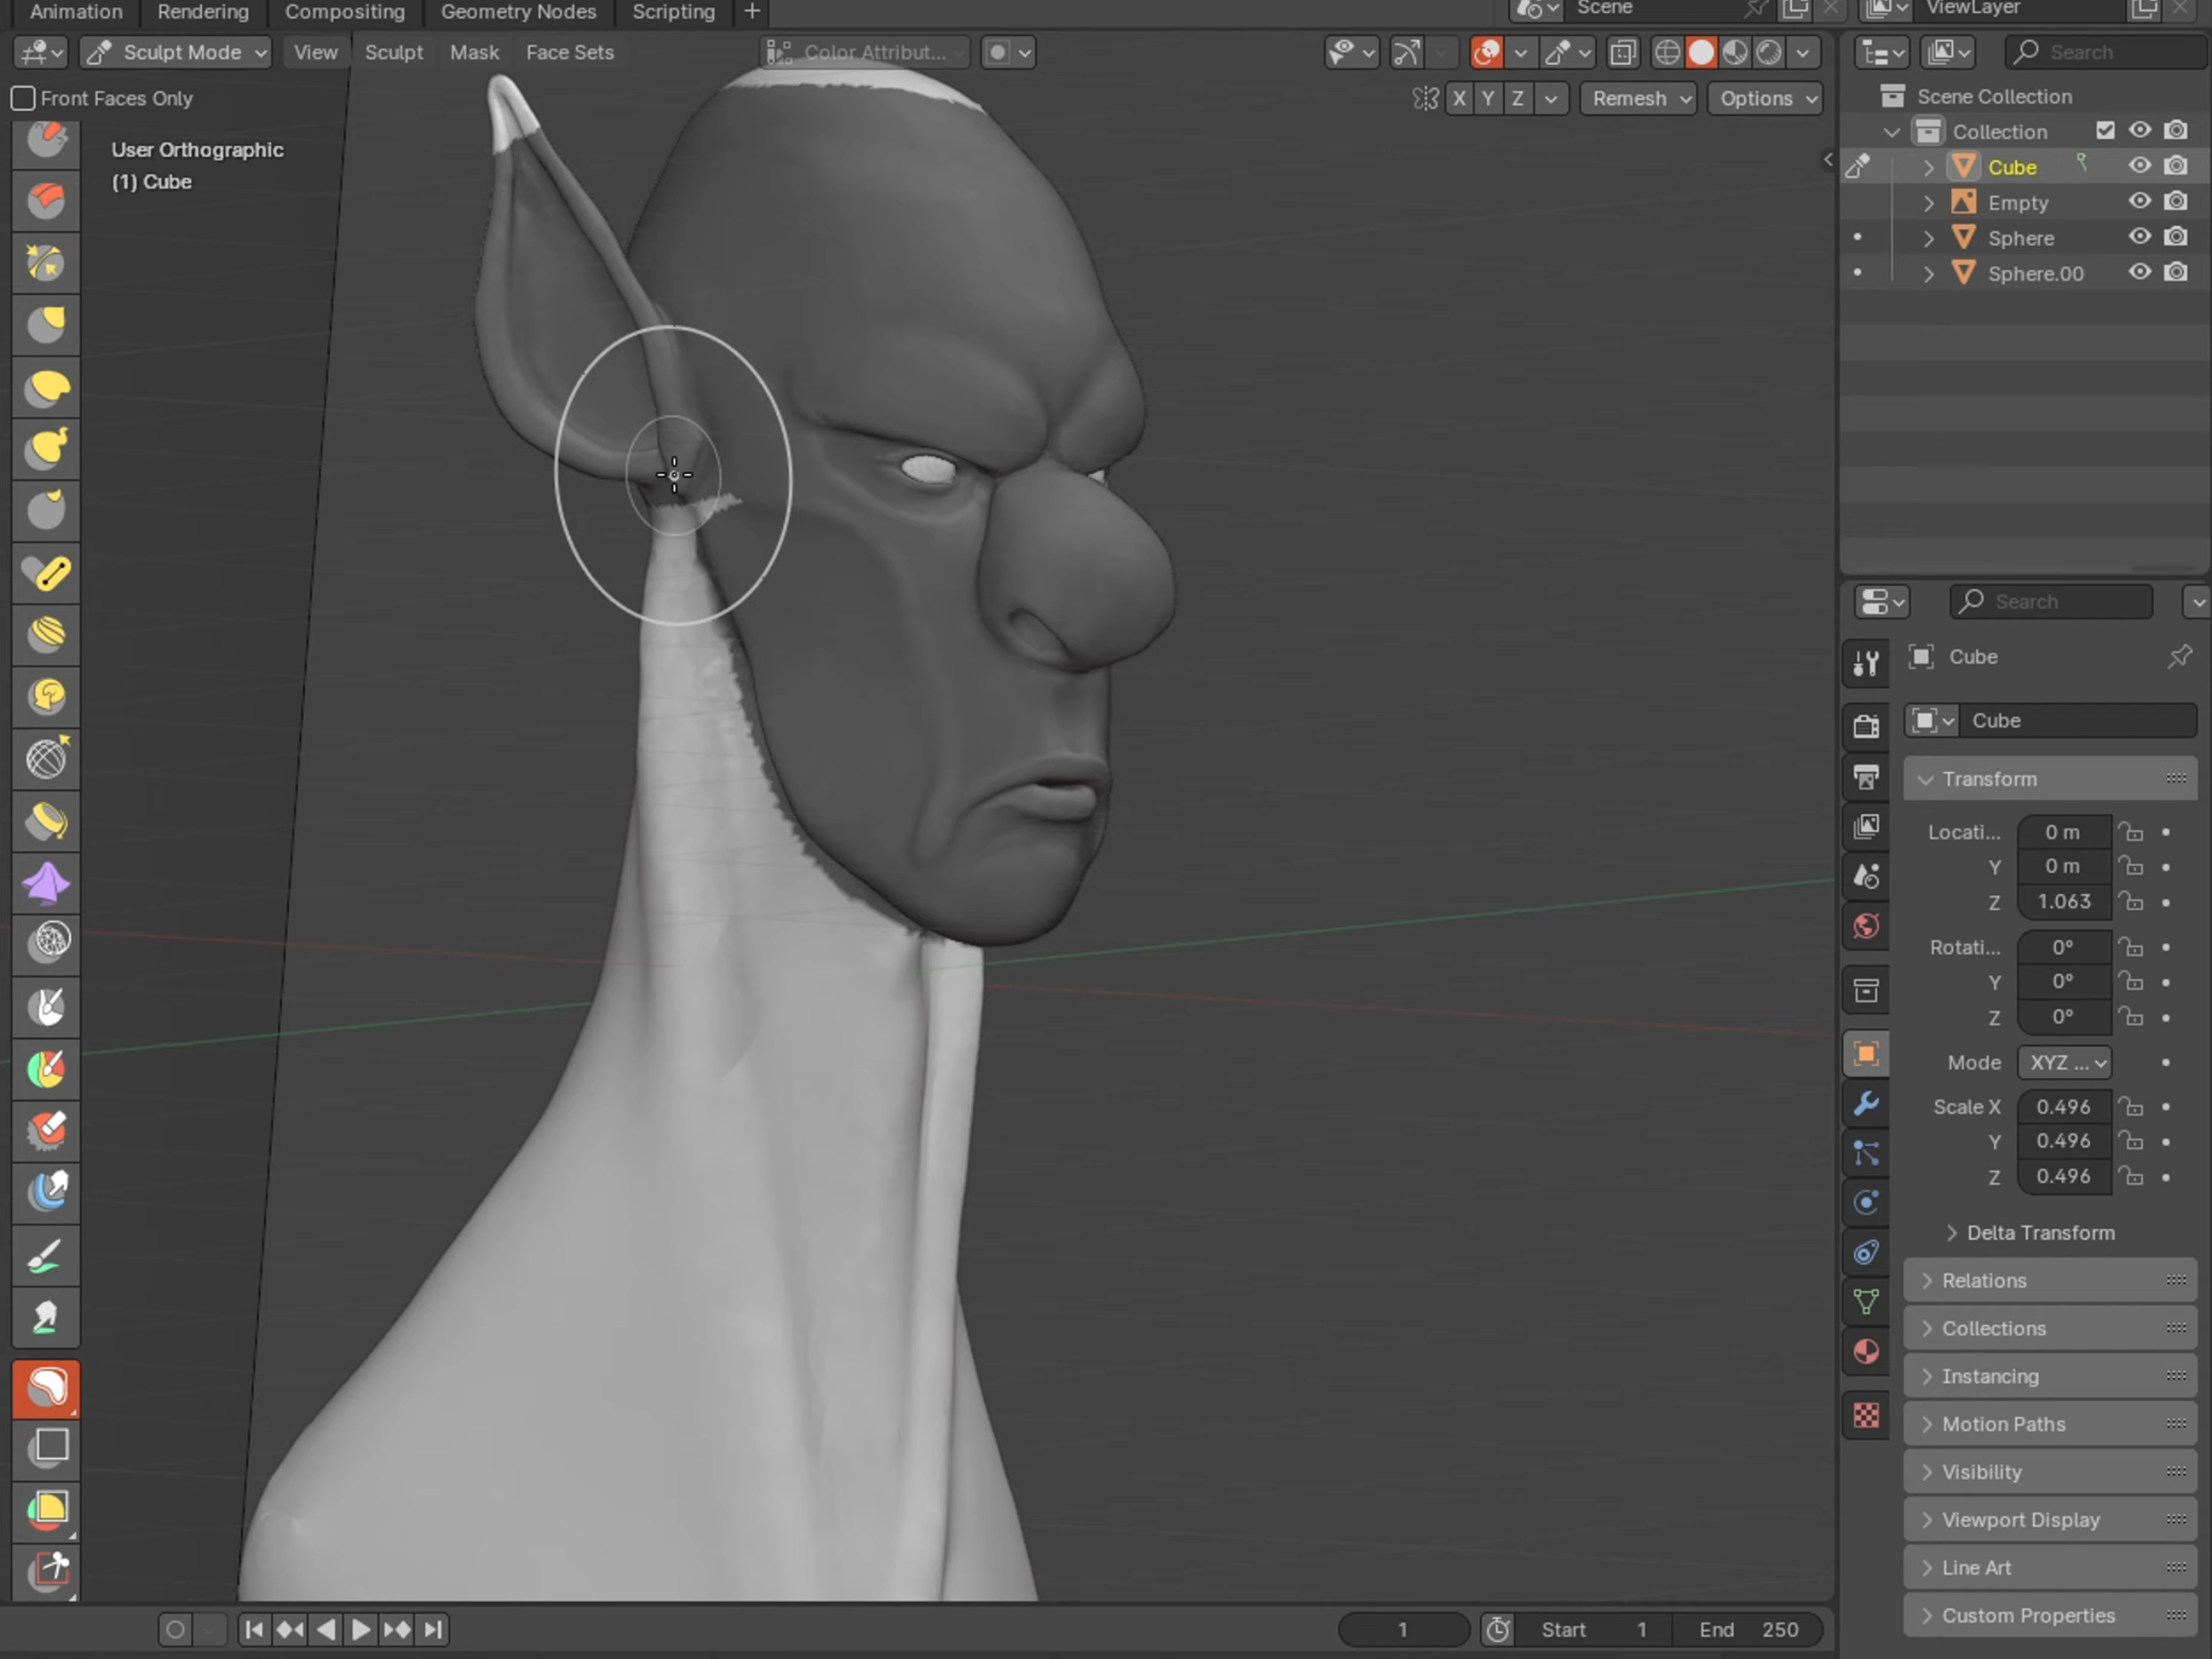 Animation Rendering Compositing Geometry Nodes Scripting + Scene ViewLayer
Sculpt Mode View Sculpt Mask Face Sets Color Attribut... Search
Front Faces Only X Y Z Remesh Options
User Orthographic
(1) Cube
Scene Collection
Collection
Cube
Empty
Sphere
Sphere.00
Search
Cube
Cube
Transform
Locati... 0 m
Y 0 m
Z 1.063
Rotati... 0°
Y 0°
Z 0°
Mode XYZ ...
Scale X 0.496
Y 0.496
Z 0.496
Delta Transform
Relations
Collections
Instancing
Motion Paths
Visibility
Viewport Display
Line Art
Custom Properties
1 Start 1 End 250